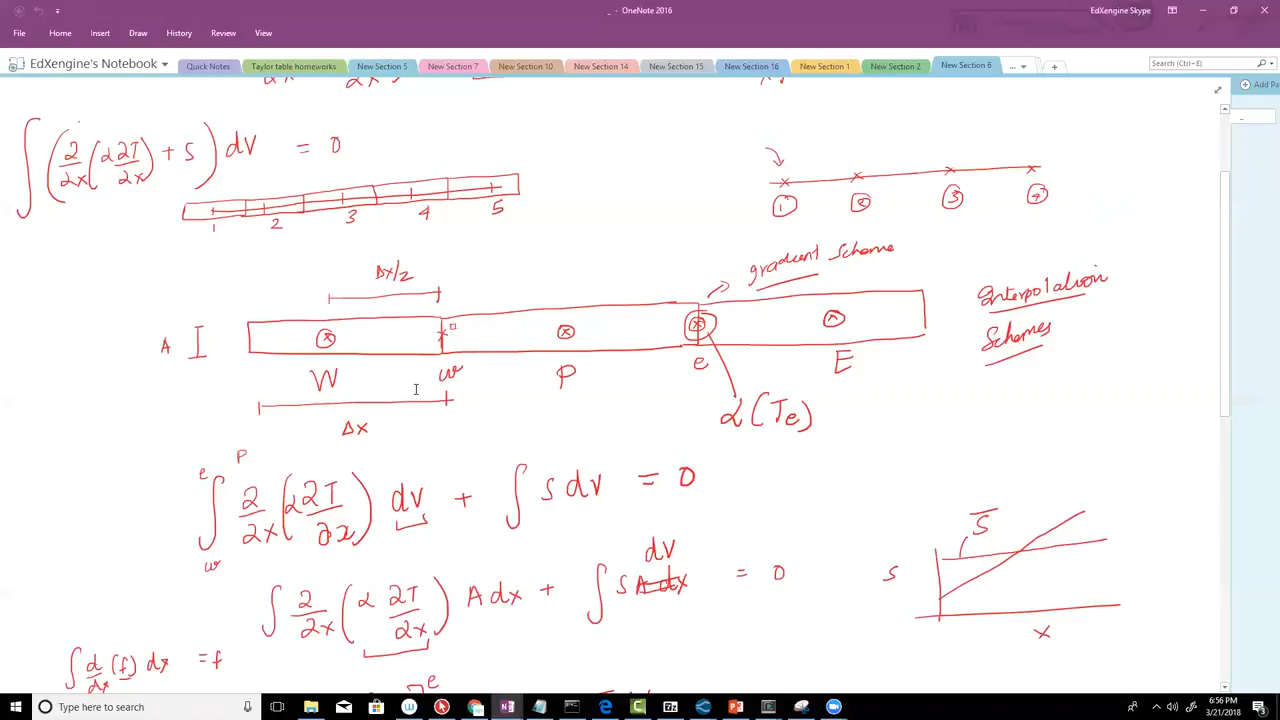 - OneNote 2016
EdXengine Skype
File Home Insert Draw History Review View
EdXengine's Notebook
Quick Notes Taylor table homeworks New Section 5 New Section 7 New Section 10 New Section 14 New Section 15 New Section 16 New Section 1 New Section 2 New Section 6 ...
Search (Ctrl+E)
Add Pa
∫(∂/∂x(α ∂T/∂x) + S) dV = 0
1 2 3 4 5
1 2 3 4
Δx/2
gradient scheme
Interpolation
Schemes
A
W w P e E
Δx
α(Te)
P
∫_w^e ∂/∂x(α ∂T/∂x) dv + ∫ S dv = 0
dv
∫ ∂/∂x (α ∂T/∂x) A dx + ∫ S A dx = 0
S̄
S
x
∫ d/dx (f) dx = f
e
Type here to search
6:56 PM
3/21/2018